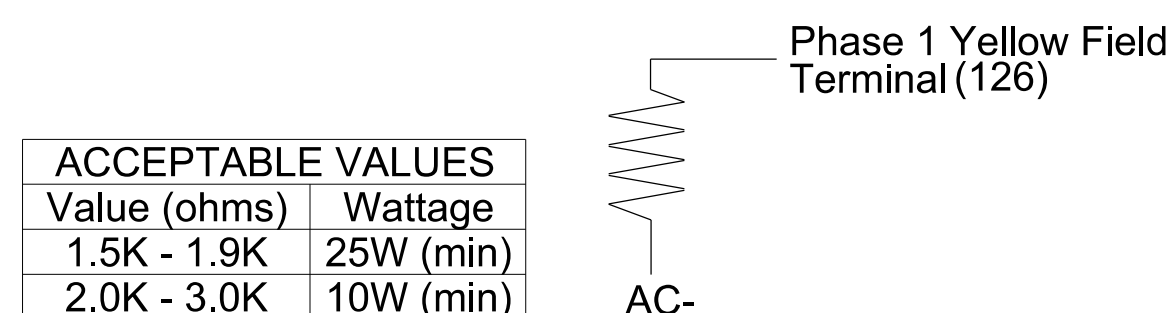 Phase 1 Yellow Field
Terminal (126)
ACCEPTABLE VALUES
Value (ohms) Wattage
1.5K - 1.9K 25W (min)
2.0K - 3.0K 10W (min)
AC-